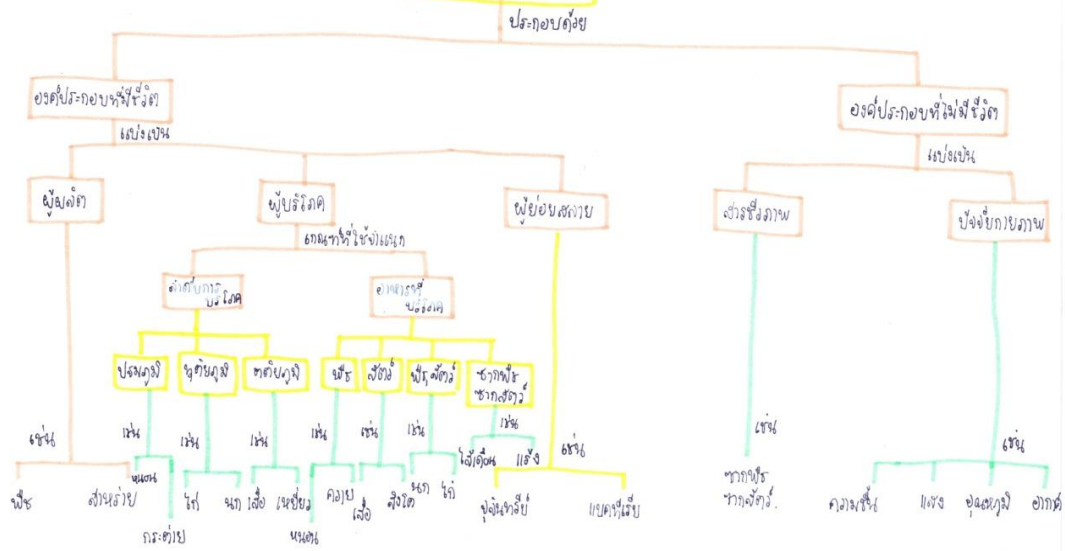 ประกอบด้วย
องค์ประกอบที่มีชีวิต
องค์ประกอบที่ไม่มีชีวิต
แบ่งเป็น
แบ่งเป็น
ผู้ผลิต
ผู้บริโภค
ผู้ย่อยสลาย
สารชีวภาพ
ปัจจัยกายภาพ
เกณฑ์ที่ใช้จำแนก
ลำดับการ
บริโภค
อาหารที่
บริโภค
ปฐมภูมิ
ทุติยภูมิ
ตติยภูมิ
พืช
สัตว์
พืช,สัตว์
ซากพืช
ซากสัตว์
เช่น
เช่น
เช่น
เช่น
เช่น
เช่น
เช่น
เช่น
เช่น
เช่น
เช่น
พืช
สาหร่าย
หนอน
กระต่าย
ไก่
นก
เสือ
เหยี่ยว
หนอน
ควาย
เสือ
สิงโต
นก
ไก่
ไส้เดือน
แร้ง
จุลินทรีย์
แบคทีเรีย
ซากพืช
ซากสัตว์.
ความชื้น
แสง
อุณหภูมิ
อากาศ